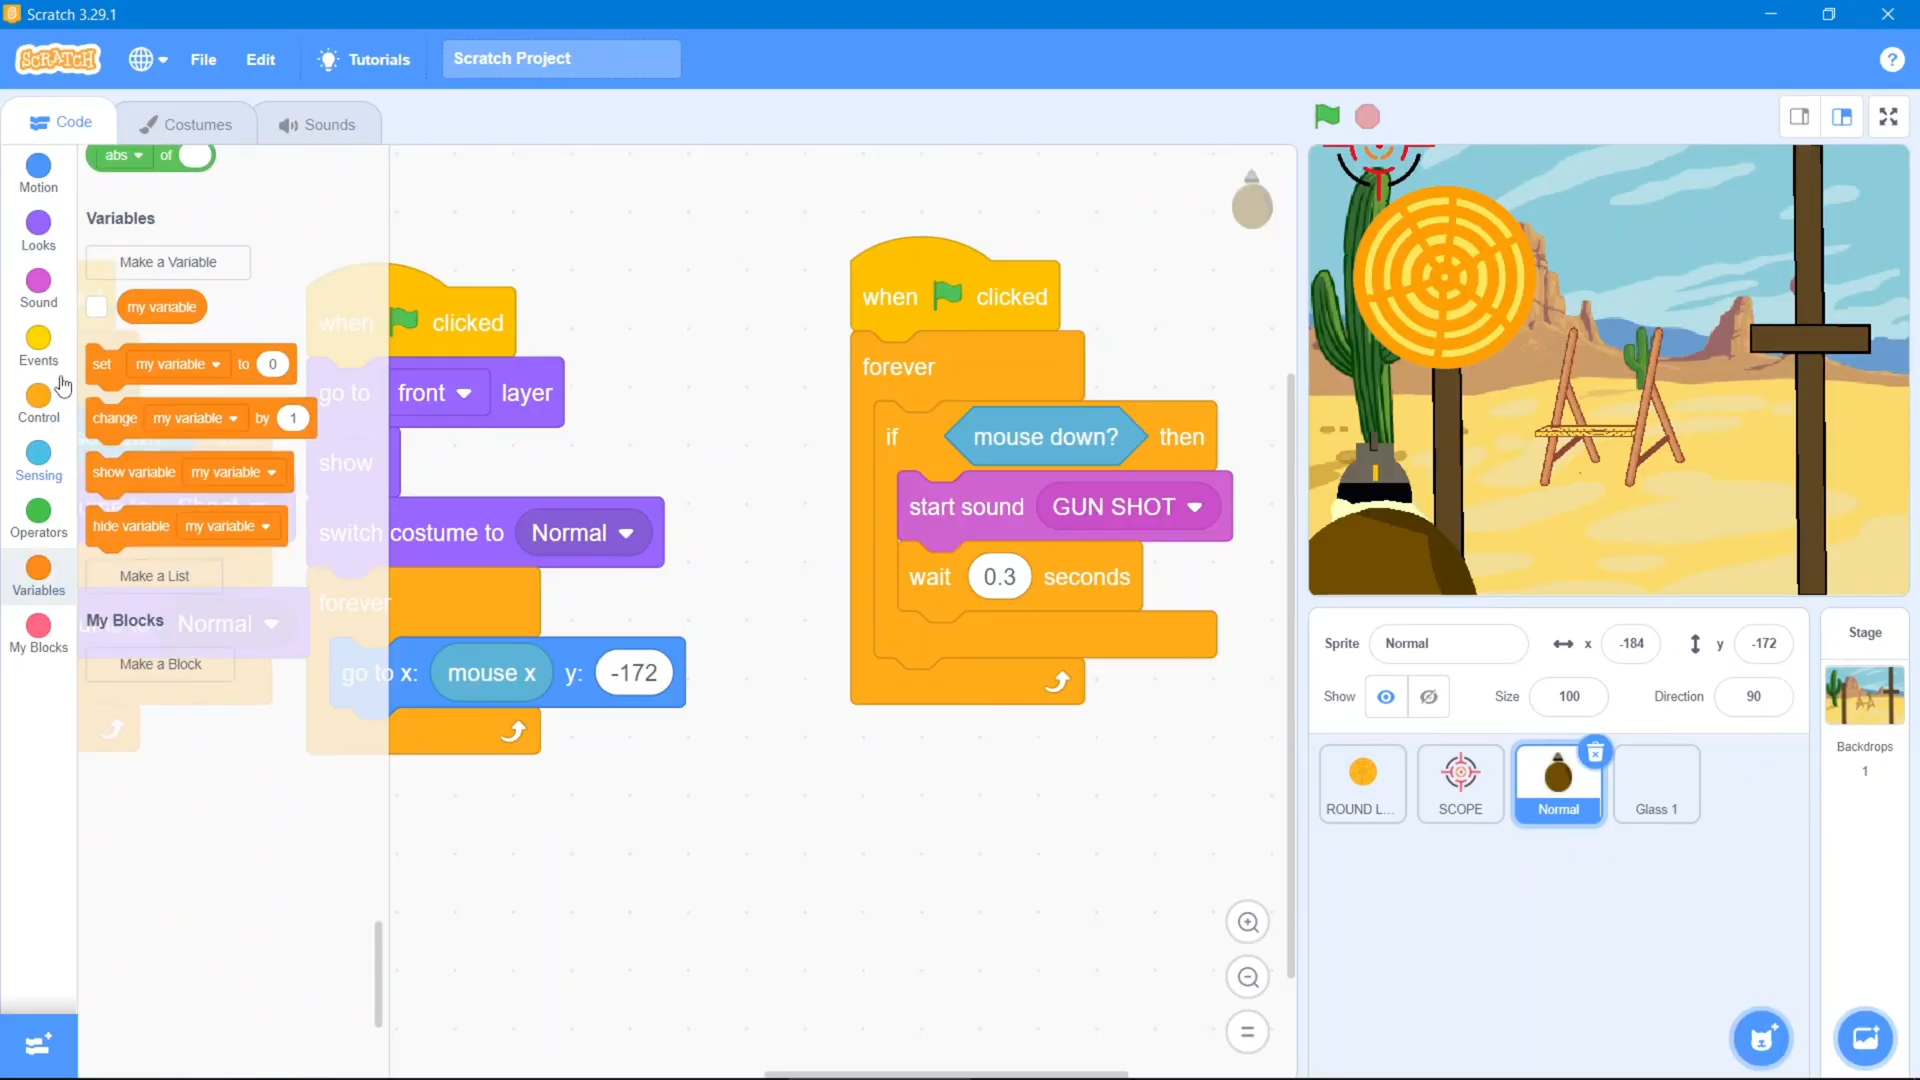 Scratch 3.29.1
SCRATCH
File
Edit
Tutorials
Scratch Project
?
Code
Costumes
Sounds
Motion
Looks
Sound
Events
Control
Sensing
Operators
Variables
My Blocks
abs of
Variables
Make a Variable
my variable
set my variable to 0
change my variable by 1
show variable my variable
hide variable my variable
Make a List
My Blocks
Make a Block
Normal
when clicked
go to front layer
show
switch costume to Normal
forever
go to x: mouse x y: -172
when clicked
forever
if mouse down? then
start sound GUN SHOT
wait 0.3 seconds
Sprite Normal x -184 y -172
Show Size 100 Direction 90
ROUND L...
SCOPE
Normal
Glass 1
Stage
Backdrops
1